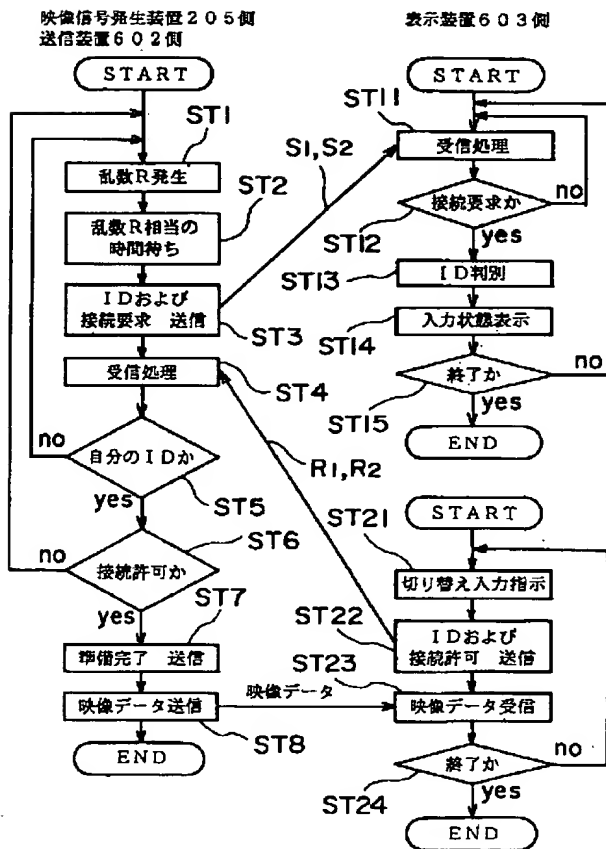 映像信号発生装置205側
送信装置602側
START
ST1
乱数R発生
ST2
乱数R相当の
時間待ち
IDおよび
接続要求 送信
ST3
受信処理
ST4
no
自分のIDか
yes
ST5
ST6
no
接続許可か
yes
ST7
準備完了 送信
映像データ送信
ST8
END
S1,S2
R1,R2
映像データ
表示装置603側
START
ST11
受信処理
no
接続要求か
ST12
yes
ST13
ID判別
入力状態表示
ST14
no
終了か
ST15
yes
END
START
ST21
切り替え入力指示
ST22
IDおよび
接続許可 送信
ST23
映像データ受信
no
終了か
ST24
yes
END